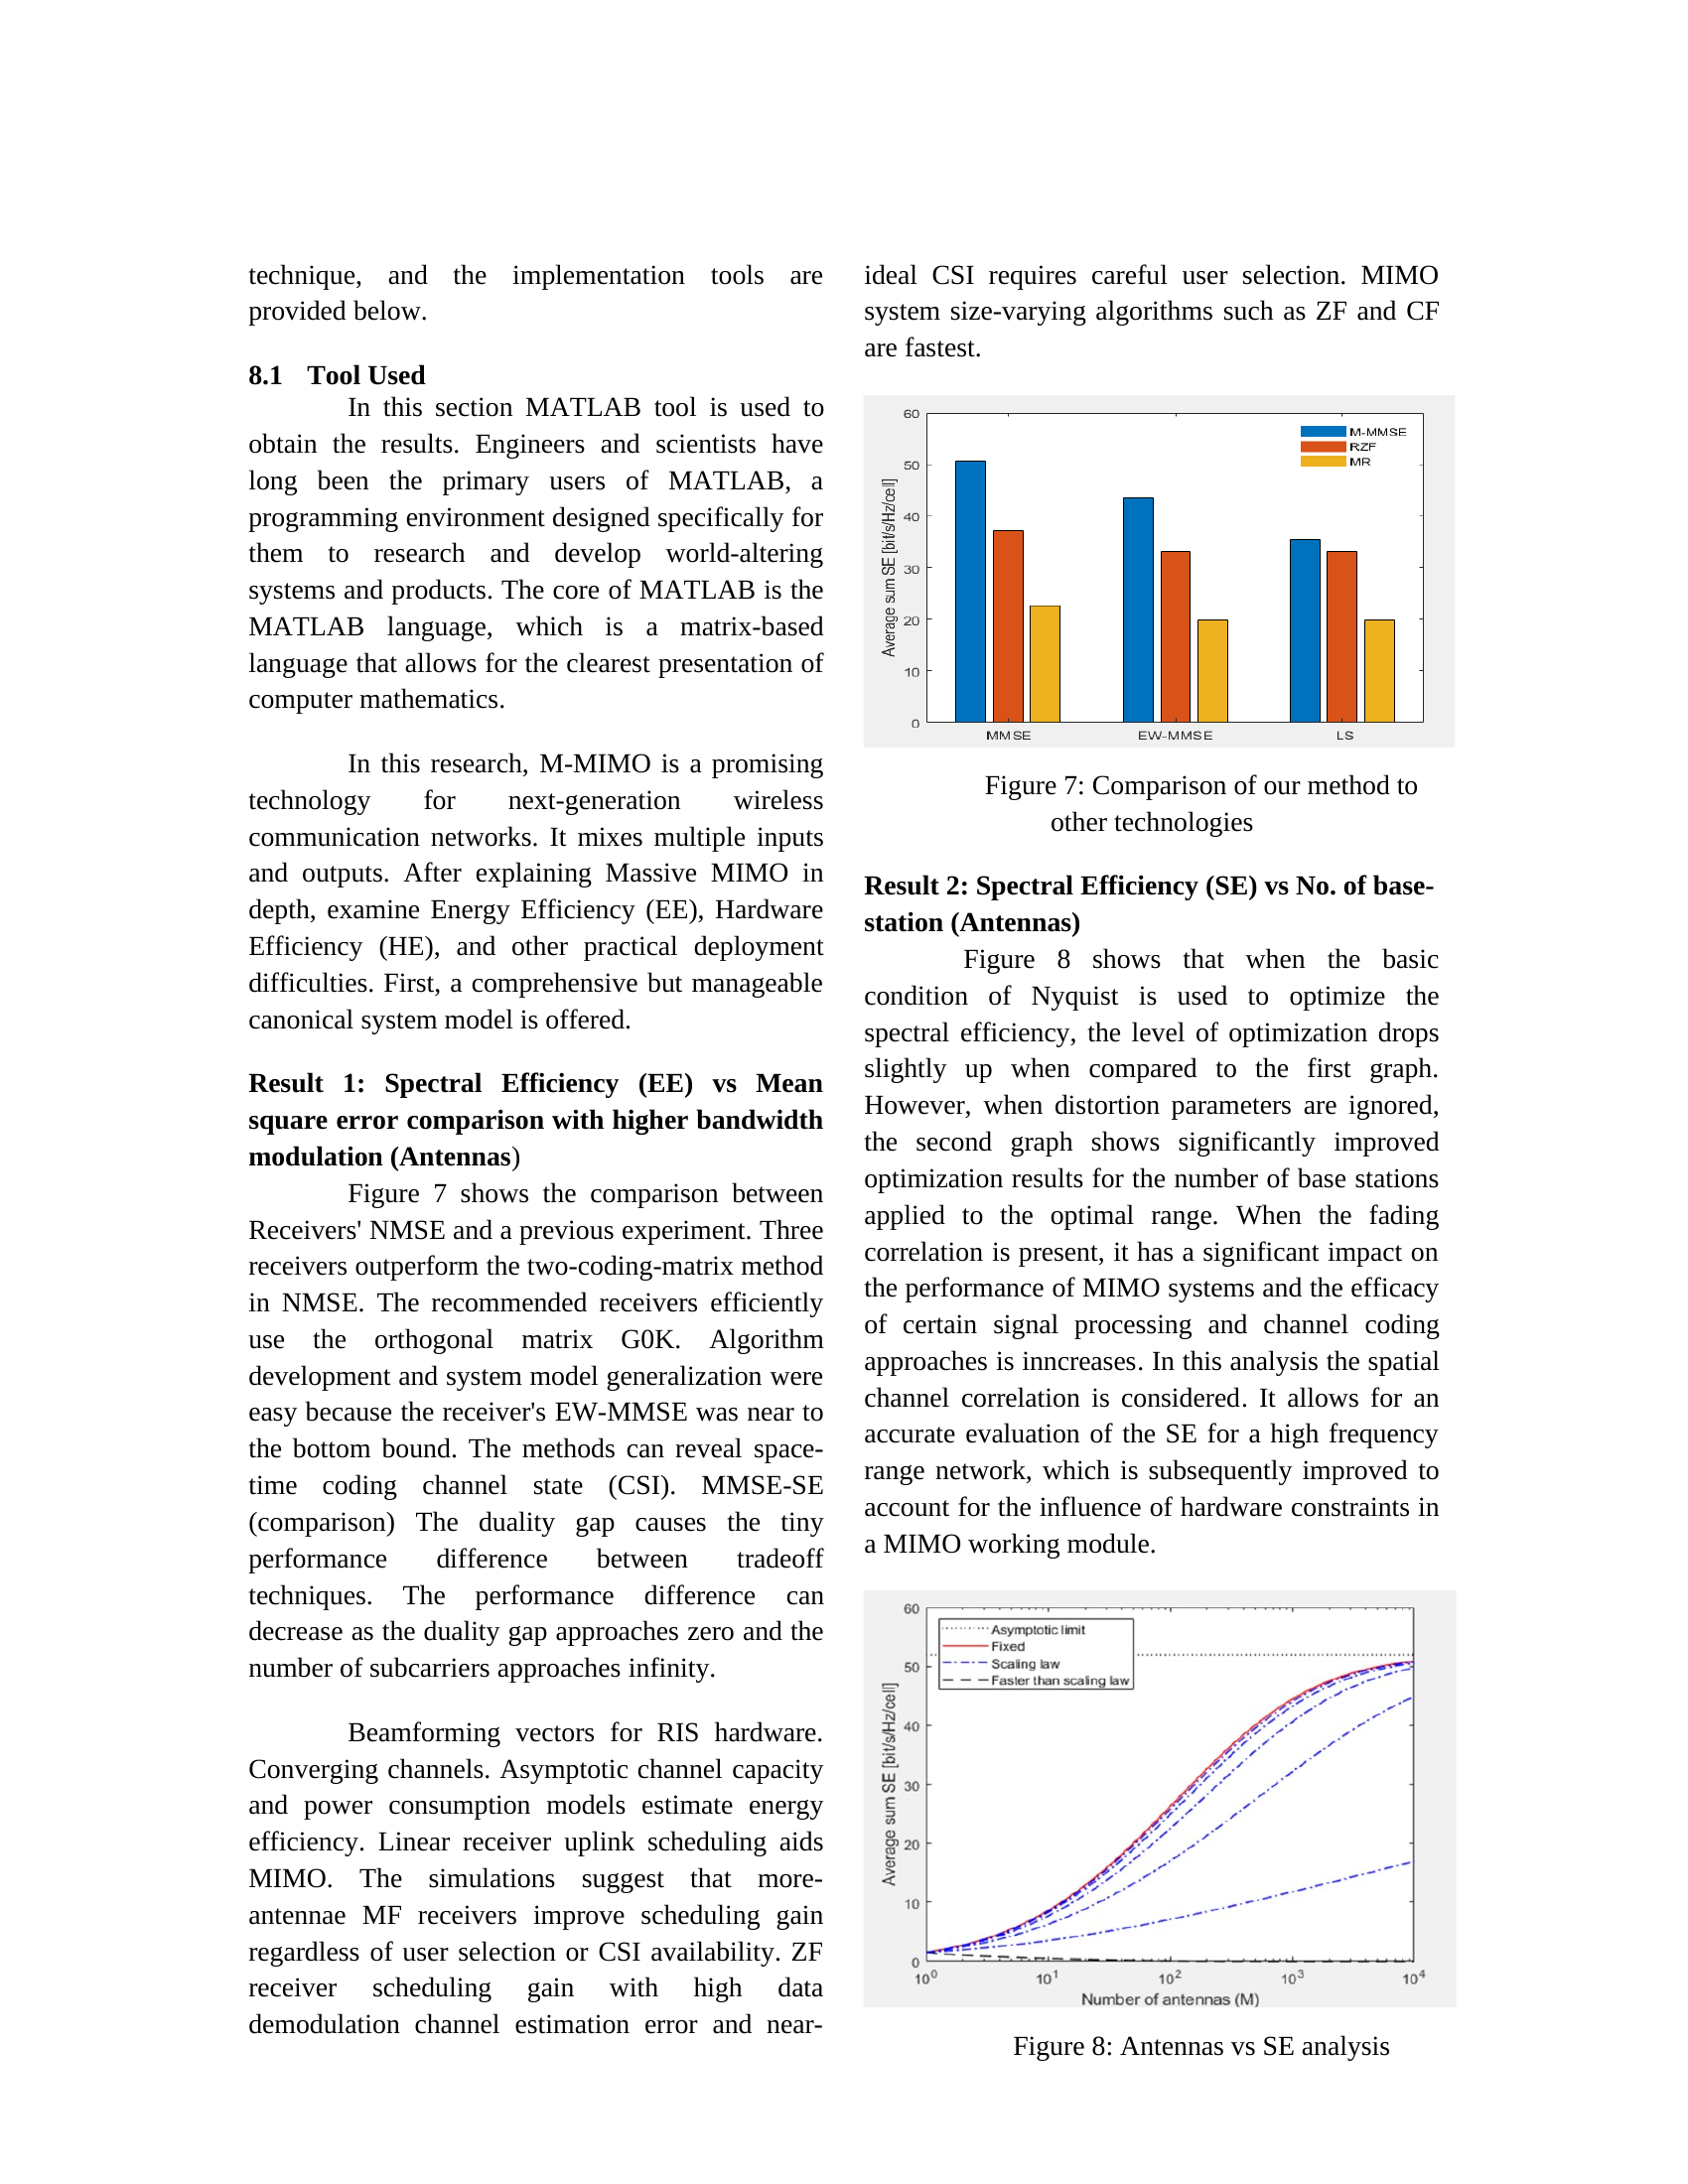 technique, and the implementation tools are
provided below.
8.1 Tool Used
In this section MATLAB tool is used to
obtain the results. Engineers and scientists have
long been the primary users of MATLAB, a
programming environment designed specifically for
them to research and develop world-altering
systems and products. The core of MATLAB is the
MATLAB language, which is a matrix-based
language that allows for the clearest presentation of
computer mathematics.
In this research, M-MIMO is a promising
technology for next-generation wireless
communication networks. It mixes multiple inputs
and outputs. After explaining Massive MIMO in
depth, examine Energy Efficiency (EE), Hardware
Efficiency (HE), and other practical deployment
difficulties. First, a comprehensive but manageable
canonical system model is offered.
Result 1: Spectral Efficiency (EE) vs Mean
square error comparison with higher bandwidth
modulation (Antennas)
Figure 7 shows the comparison between
Receivers' NMSE and a previous experiment. Three
receivers outperform the two-coding-matrix method
in NMSE. The recommended receivers efficiently
use the orthogonal matrix G0K. Algorithm
development and system model generalization were
easy because the receiver's EW-MMSE was near to
the bottom bound. The methods can reveal space-
time coding channel state (CSI). MMSE-SE
(comparison) The duality gap causes the tiny
performance difference between tradeoff
techniques. The performance difference can
decrease as the duality gap approaches zero and the
number of subcarriers approaches infinity.
Beamforming vectors for RIS hardware.
Converging channels. Asymptotic channel capacity
and power consumption models estimate energy
efficiency. Linear receiver uplink scheduling aids
MIMO. The simulations suggest that more-
antennae MF receivers improve scheduling gain
regardless of user selection or CSI availability. ZF
receiver scheduling gain with high data
demodulation channel estimation error and near-
ideal CSI requires careful user selection. MIMO
system size-varying algorithms such as ZF and CF
are fastest.
60
50
40
30
20
10
0
Average sum SE [bit/s/Hz/cell]
M-MMSE
RZF
MR
MMSE EW-MMSE LS
Figure 7: Comparison of our method to
other technologies
Result 2: Spectral Efficiency (SE) vs No. of base-
station (Antennas)
Figure 8 shows that when the basic
condition of Nyquist is used to optimize the
spectral efficiency, the level of optimization drops
slightly up when compared to the first graph.
However, when distortion parameters are ignored,
the second graph shows significantly improved
optimization results for the number of base stations
applied to the optimal range. When the fading
correlation is present, it has a significant impact on
the performance of MIMO systems and the efficacy
of certain signal processing and channel coding
approaches is inncreases. In this analysis the spatial
channel correlation is considered. It allows for an
accurate evaluation of the SE for a high frequency
range network, which is subsequently improved to
account for the influence of hardware constraints in
a MIMO working module.
60
50
40
30
20
10
0
Average sum SE [bit/s/Hz/cell]
Asymptotic limit
Fixed
Scaling law
Faster than scaling law
10⁰ 10¹ 10² 10³ 10⁴
Number of antennas (M)
Figure 8: Antennas vs SE analysis